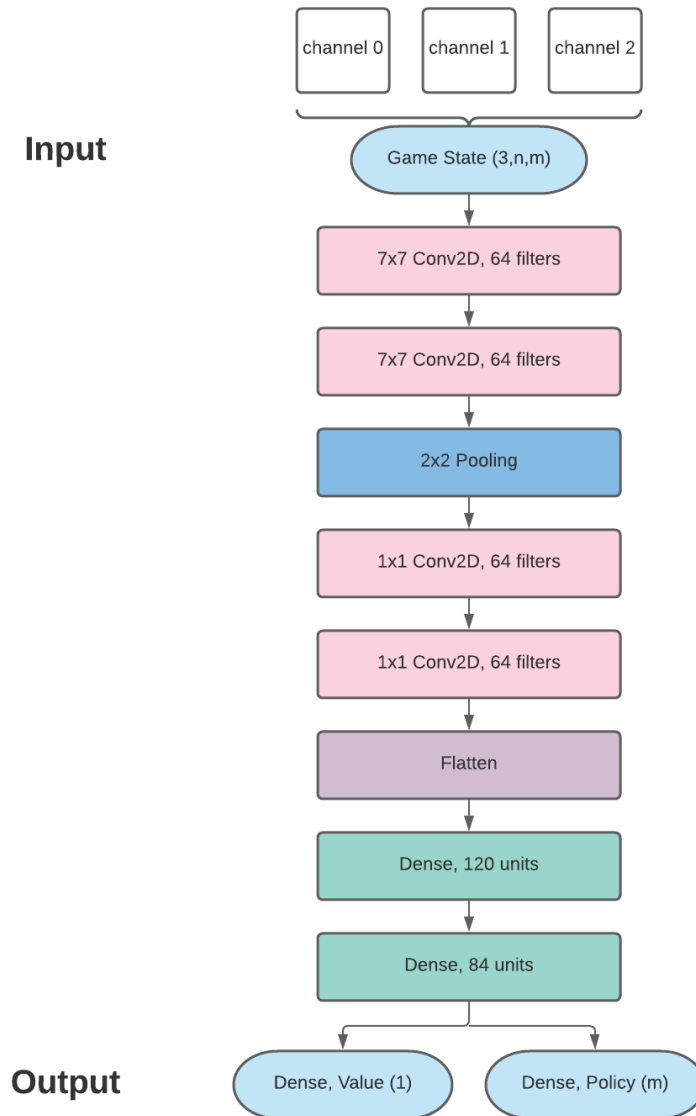 channel 0
channel 1
channel 2
Input
Game State (3,n,m)
7x7 Conv2D, 64 filters
7x7 Conv2D, 64 filters
2x2 Pooling
1x1 Conv2D, 64 filters
1x1 Conv2D, 64 filters
Flatten
Dense, 120 units
Dense, 84 units
Output
Dense, Value (1)
Dense, Policy (m)